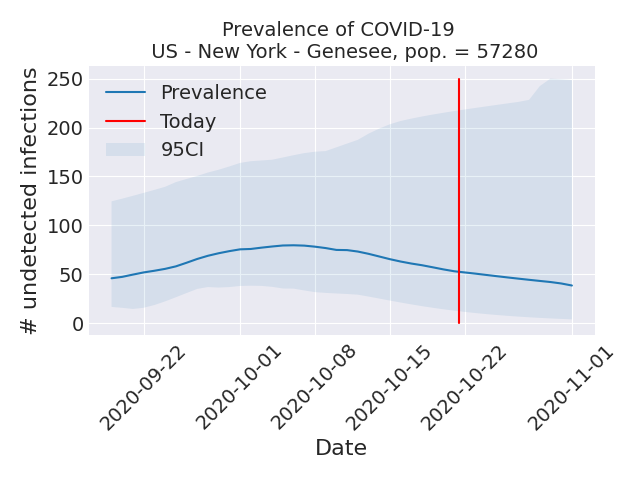 Prevalence of COVID-19
US - New York - Genesee, pop. = 57280
# undetected infections
250
200
150
100
50
0
Prevalence
Today
95CI
2020-09-22
2020-10-01
2020-10-08
2020-10-15
2020-10-22
2020-11-01
Date